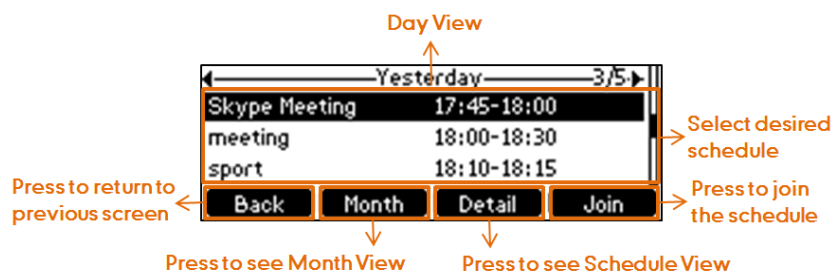 Day View
Yesterday 3/5
Skype Meeting 17:45-18:00
meeting 18:00-18:30
sport 18:10-18:15
Select desired
schedule
Back Month Detail Join
Press to return to
previous screen
Press to join
the schedule
Press to see Month View
Press to see Schedule View